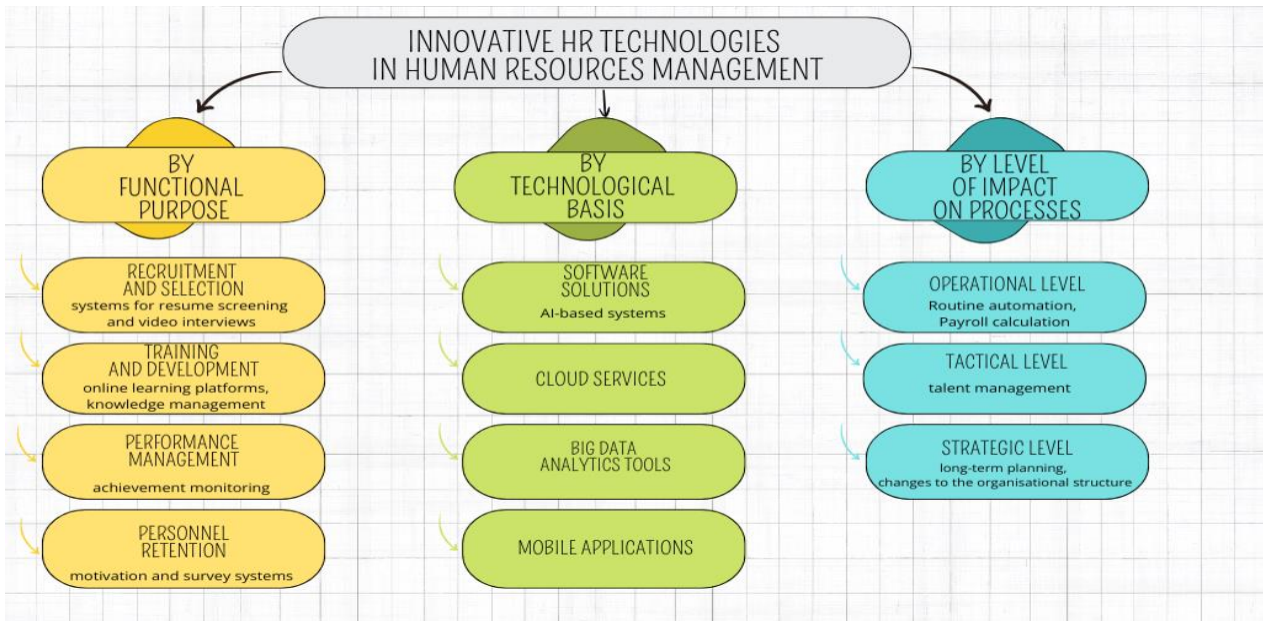 INNOVATIVE HR TECHNOLOGIES
IN HUMAN RESOURCES MANAGEMENT
BY
FUNCTIONAL
PURPOSE
RECRUITMENT
AND SELECTION
systems for resume screening
and video interviews
TRAINING
AND DEVELOPMENT
online learning platforms,
knowledge management
PERFORMANCE
MANAGEMENT
achievement monitoring
PERSONNEL
RETENTION
motivation and survey systems
BY
TECHNOLOGICAL
BASIS
SOFTWARE
SOLUTIONS
AI-based systems
CLOUD SERVICES
BIG DATA
ANALYTICS TOOLS
MOBILE APPLICATIONS
BY LEVEL
OF IMPACT
ON PROCESSES
OPERATIONAL LEVEL
Routine automation,
Payroll calculation
TACTICAL LEVEL
talent management
STRATEGIC LEVEL
long-term planning,
changes to the organisational structure